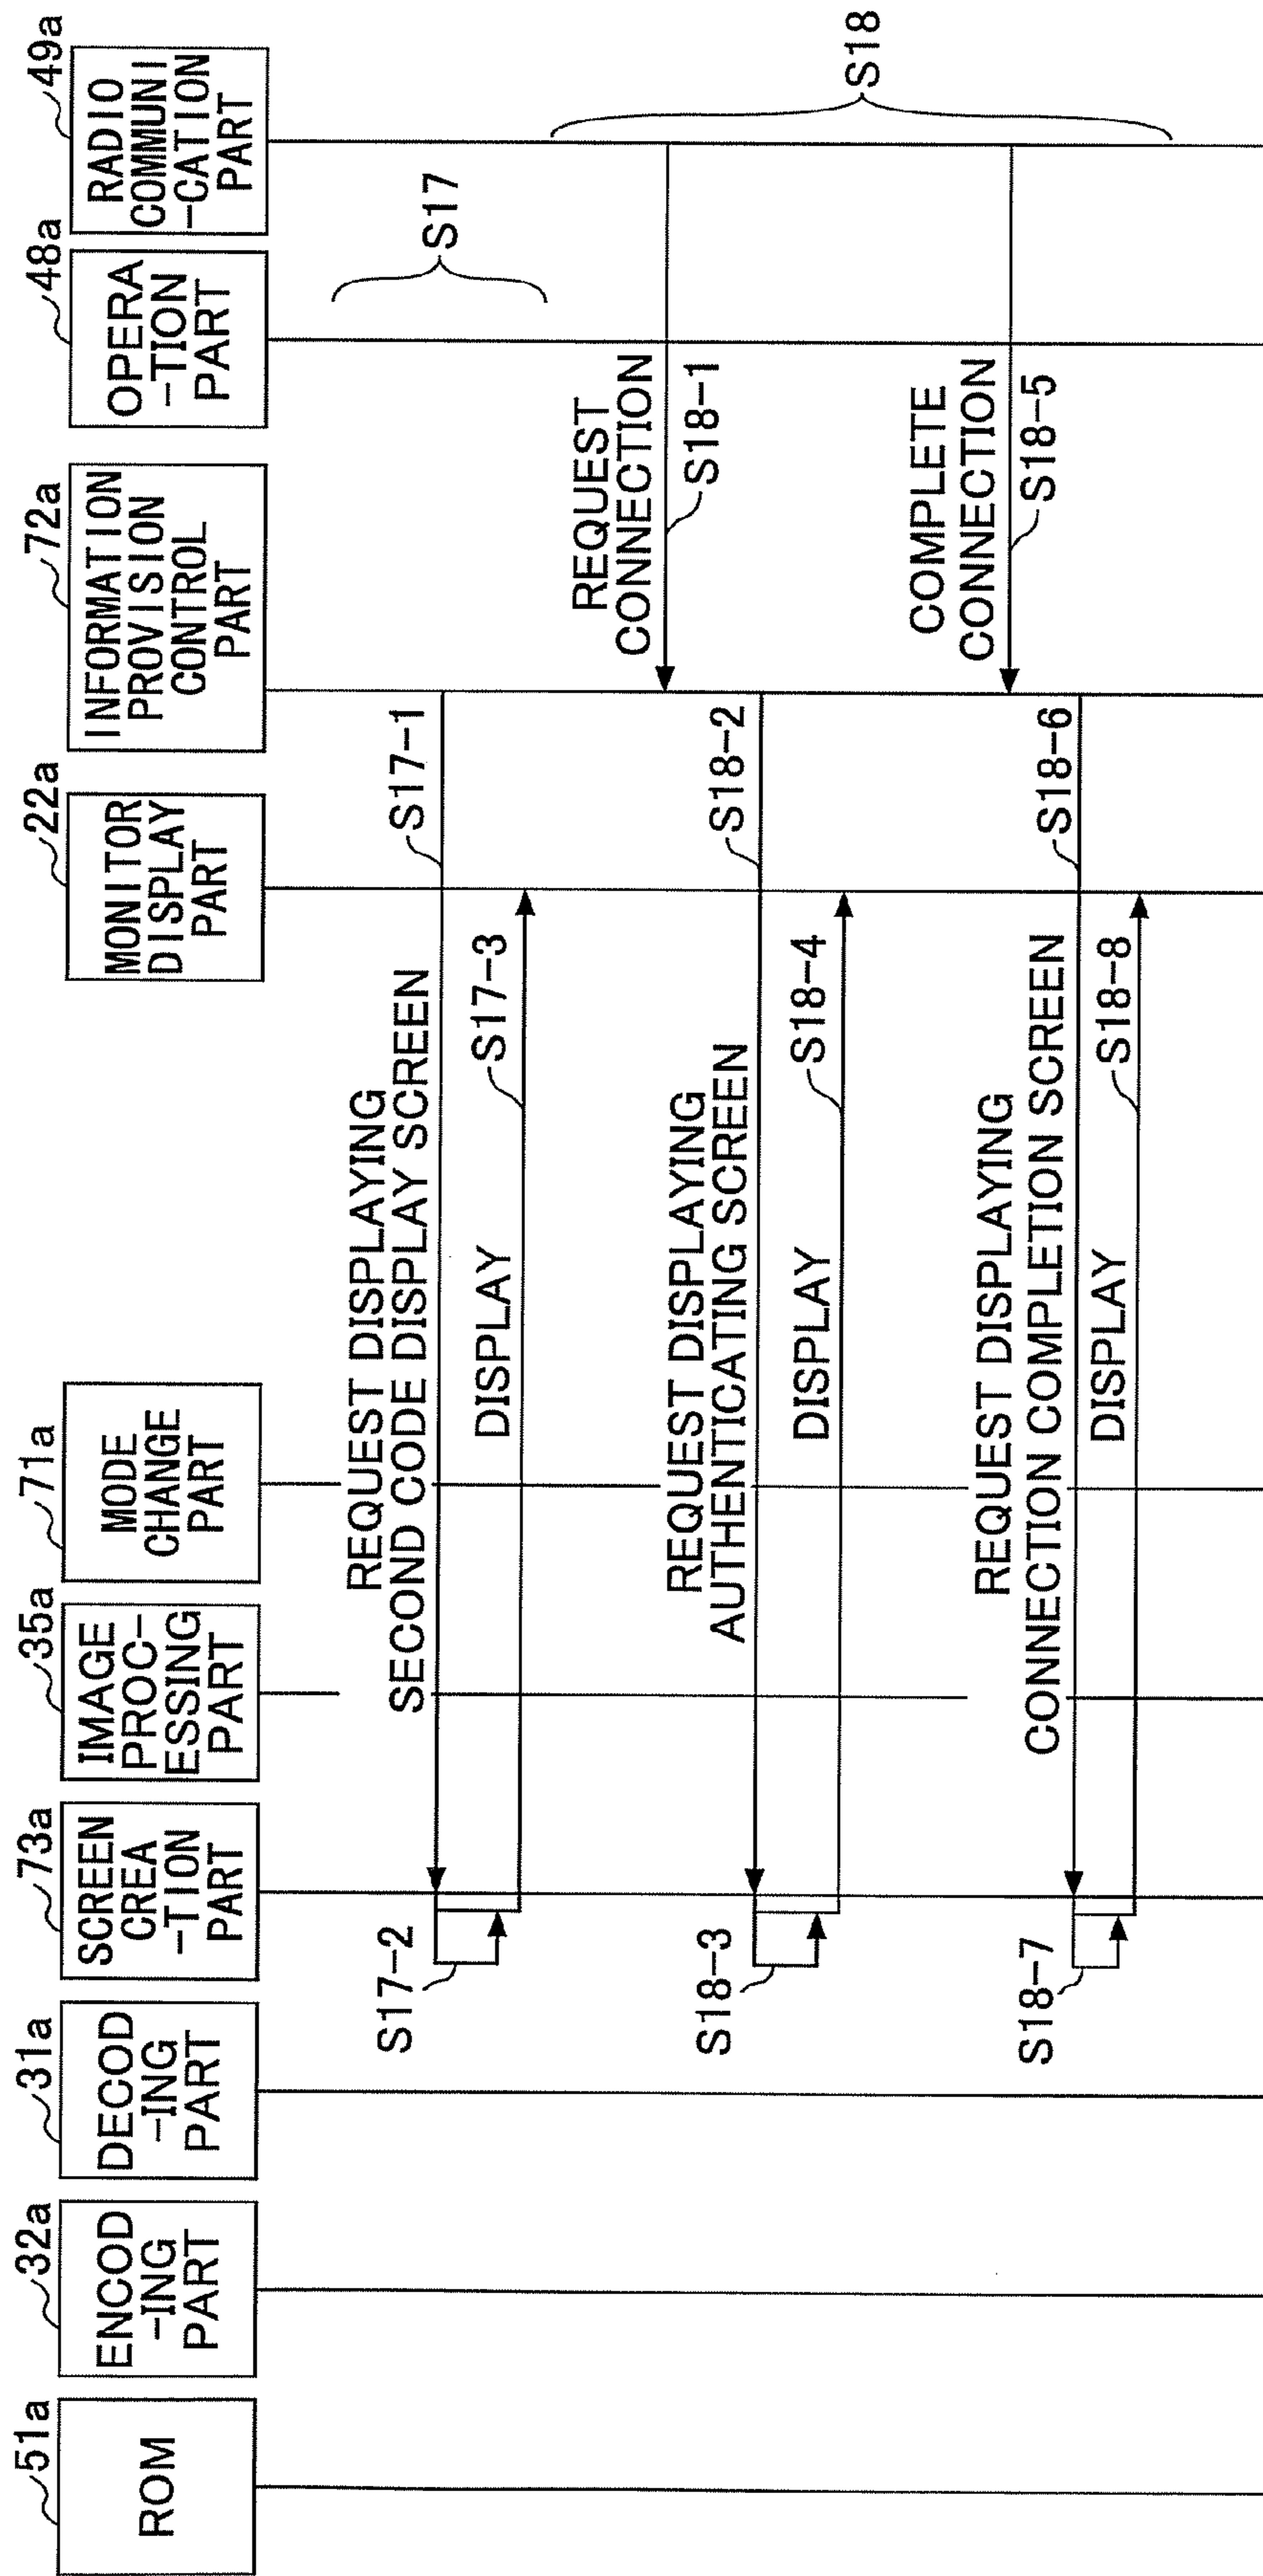 51a
ROM
32a
ENCOD
-ING
PART
31a
DECOD
-ING
PART
73a
SCREEN
CREA
-TION
PART
35a
IMAGE
PROC-
ESSING
PART
71a
MODE
CHANGE
PART
22a
MONITOR
DISPLAY
PART
72a
INFORMATION
PROVISION
CONTROL
PART
48a
OPERA
-TION
PART
49a
RADIO
COMMUNI
-CATION
PART
S17
REQUEST DISPLAYING
SECOND CODE DISPLAY SCREEN
S17-1
S17-2
DISPLAY
S17-3
S18
REQUEST
CONNECTION
S18-1
REQUEST DISPLAYING
AUTHENTICATING SCREEN
S18-2
S18-3
DISPLAY
S18-4
COMPLETE
CONNECTION
S18-5
REQUEST DISPLAYING
CONNECTION COMPLETION SCREEN
S18-6
S18-7
DISPLAY
S18-8